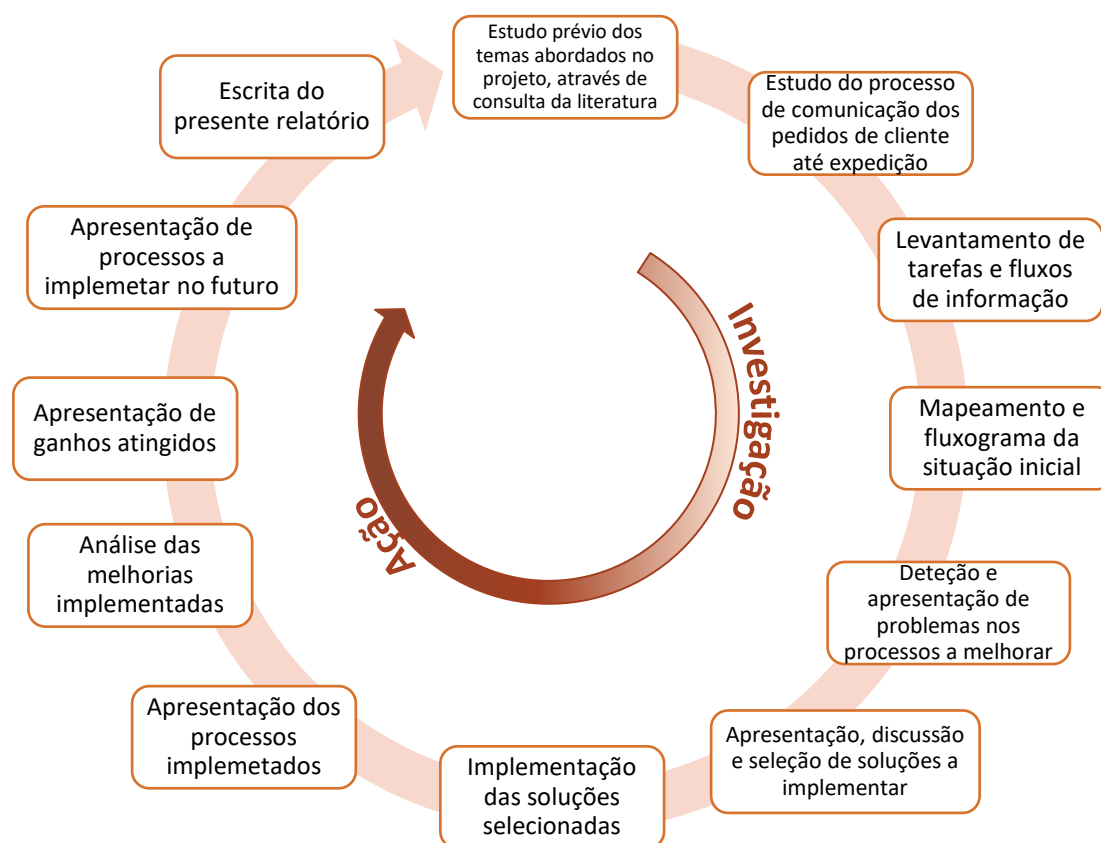 Estudo prévio dos
temas abordados no
projeto, através de
consulta da literatura
Estudo do processo
de comunicação dos
pedidos de cliente
até expedição
Levantamento de
tarefas e fluxos
de informação
Mapeamento e
fluxograma da
situação inicial
Deteção e
apresentação de
problemas nos
processos a melhorar
Apresentação, discussão
e seleção de soluções a
implementar
Implementação
das soluções
selecionadas
Apresentação dos
processos
implemetados
Análise das
melhorias
implementadas
Apresentação de
ganhos atingidos
Apresentação de
processos a
implemetar no futuro
Escrita do
presente relatório
Investigação
Ação